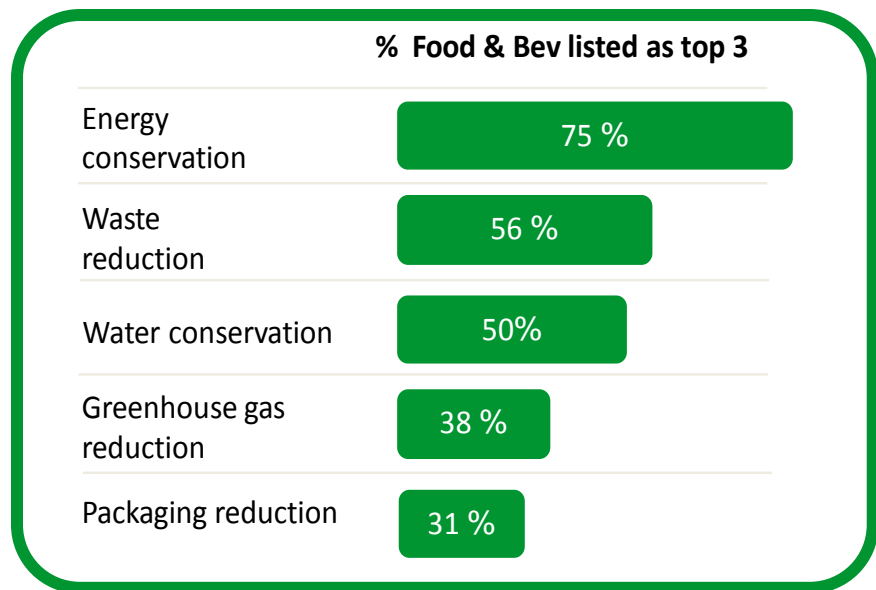 % Food & Bev listed as top 3
Energy
conservation
75 %
Waste
reduction
56 %
Water conservation
50%
Greenhouse gas
reduction
38 %
Packaging reduction
31 %